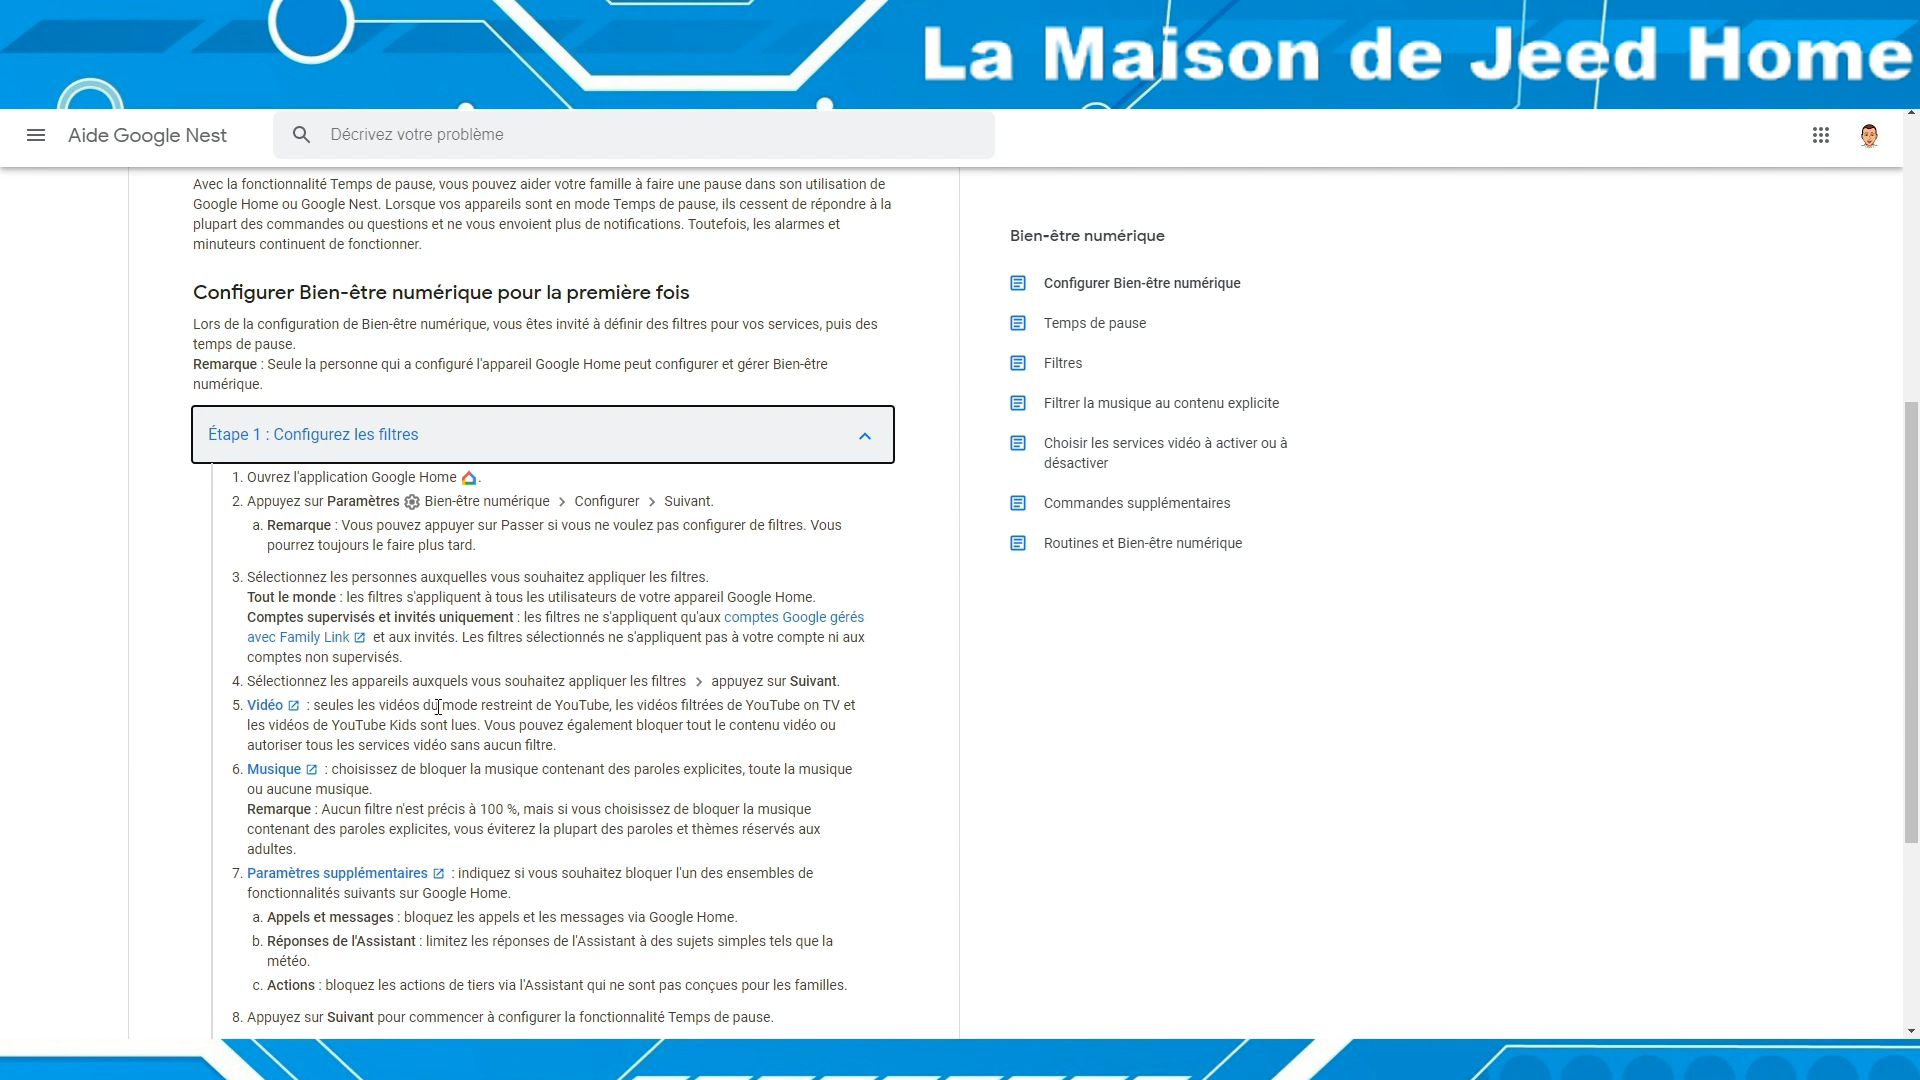 La Maison de Jeed Home
Aide Google Nest
Décrivez votre problème
Avec la fonctionnalité Temps de pause, vous pouvez aider votre famille à faire une pause dans son utilisation de
Google Home ou Google Nest. Lorsque vos appareils sont en mode Temps de pause, ils cessent de répondre à la
plupart des commandes ou questions et ne vous envoient plus de notifications. Toutefois, les alarmes et
minuteurs continuent de fonctionner.
Configurer Bien-être numérique pour la première fois
Lors de la configuration de Bien-être numérique, vous êtes invité à définir des filtres pour vos services, puis des
temps de pause.
Remarque : Seule la personne qui a configuré l'appareil Google Home peut configurer et gérer Bien-être
numérique.
Étape 1 : Configurez les filtres
1. Ouvrez l'application Google Home .
2. Appuyez sur Paramètres Bien-être numérique > Configurer > Suivant.
a. Remarque : Vous pouvez appuyer sur Passer si vous ne voulez pas configurer de filtres. Vous
pourrez toujours le faire plus tard.
3. Sélectionnez les personnes auxquelles vous souhaitez appliquer les filtres.
Tout le monde : les filtres s'appliquent à tous les utilisateurs de votre appareil Google Home.
Comptes supervisés et invités uniquement : les filtres ne s'appliquent qu'aux comptes Google gérés
avec Family Link et aux invités. Les filtres sélectionnés ne s'appliquent pas à votre compte ni aux
comptes non supervisés.
4. Sélectionnez les appareils auxquels vous souhaitez appliquer les filtres > appuyez sur Suivant.
5. Vidéo : seules les vidéos du mode restreint de YouTube, les vidéos filtrées de YouTube on TV et
les vidéos de YouTube Kids sont lues. Vous pouvez également bloquer tout le contenu vidéo ou
autoriser tous les services vidéo sans aucun filtre.
6. Musique : choisissez de bloquer la musique contenant des paroles explicites, toute la musique
ou aucune musique.
Remarque : Aucun filtre n'est précis à 100 %, mais si vous choisissez de bloquer la musique
contenant des paroles explicites, vous éviterez la plupart des paroles et thèmes réservés aux
adultes.
7. Paramètres supplémentaires : indiquez si vous souhaitez bloquer l'un des ensembles de
fonctionnalités suivants sur Google Home.
a. Appels et messages : bloquez les appels et les messages via Google Home.
b. Réponses de l'Assistant : limitez les réponses de l'Assistant à des sujets simples tels que la
météo.
c. Actions : bloquez les actions de tiers via l'Assistant qui ne sont pas conçues pour les familles.
8. Appuyez sur Suivant pour commencer à configurer la fonctionnalité Temps de pause.
Bien-être numérique
Configurer Bien-être numérique
Temps de pause
Filtres
Filtrer la musique au contenu explicite
Choisir les services vidéo à activer ou à
désactiver
Commandes supplémentaires
Routines et Bien-être numérique